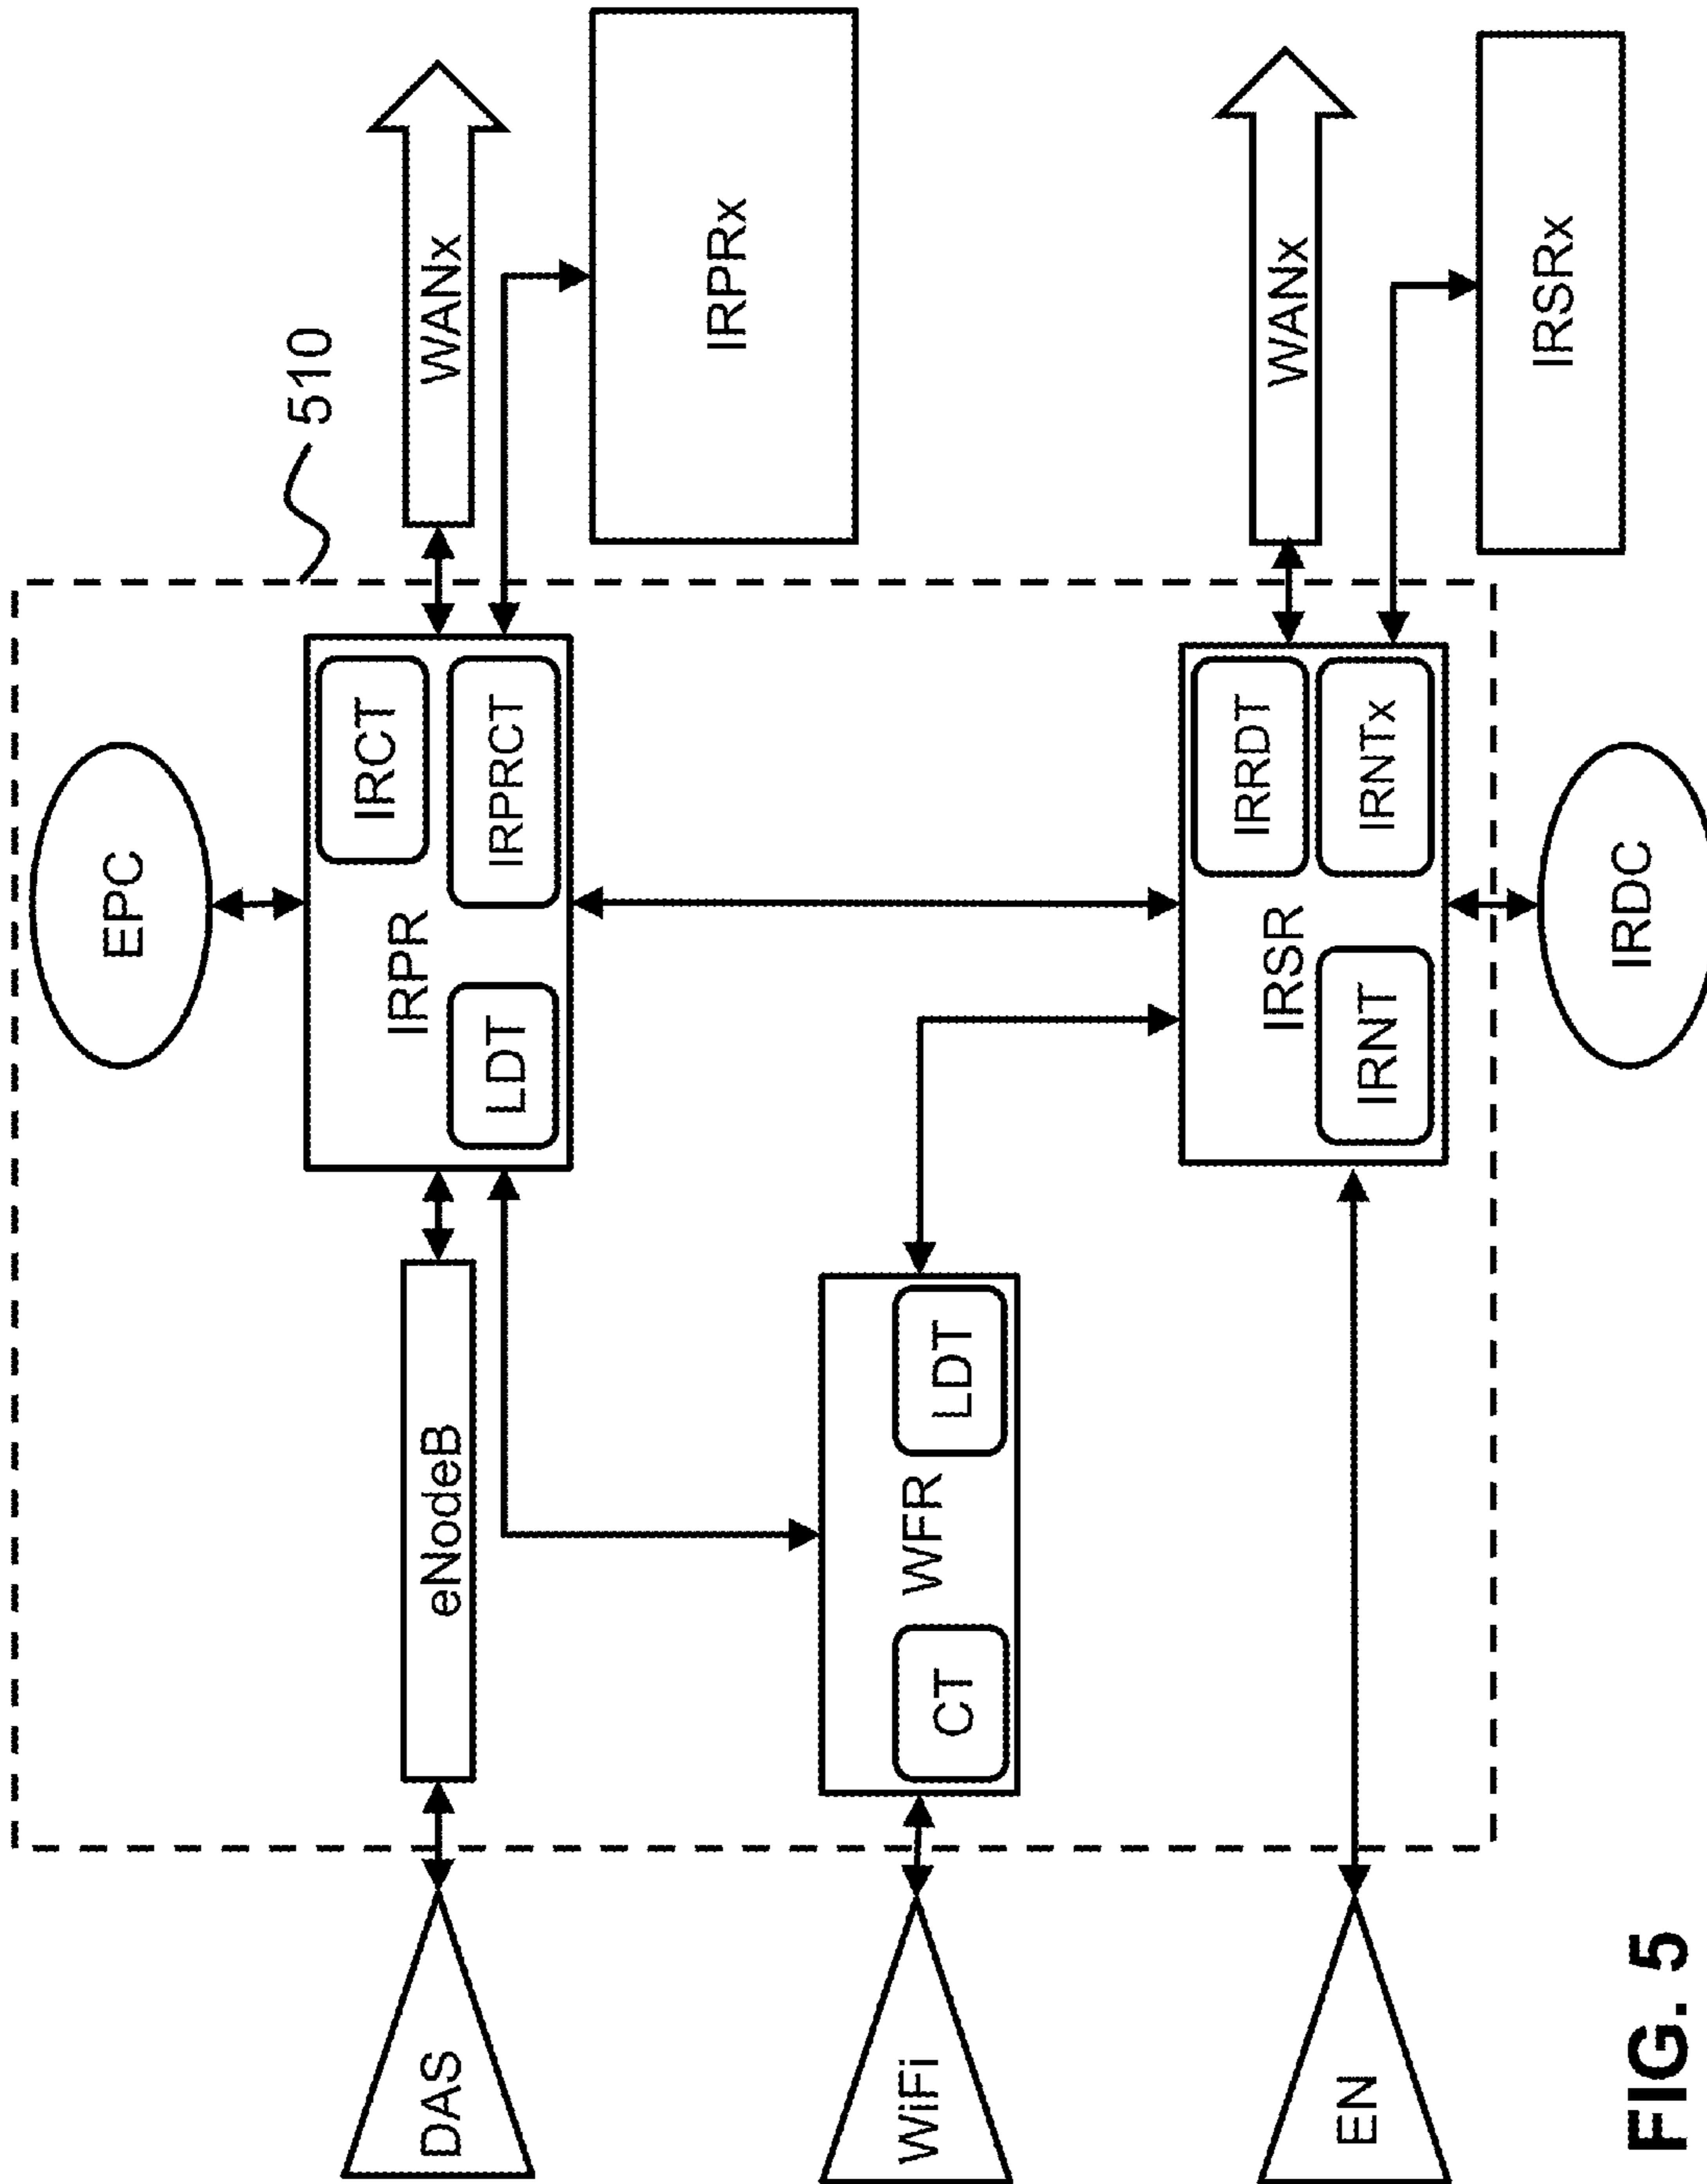 510
EPC
DAS
eNodeB
IRPR
LDT
IRCT
IRPRCT
WANx
IRPRx
WiFi
WFR
CT
LDT
EN
IRSR
IRNT
IRRDT
IRNTx
WANx
IRSRx
IRDC
FIG. 5